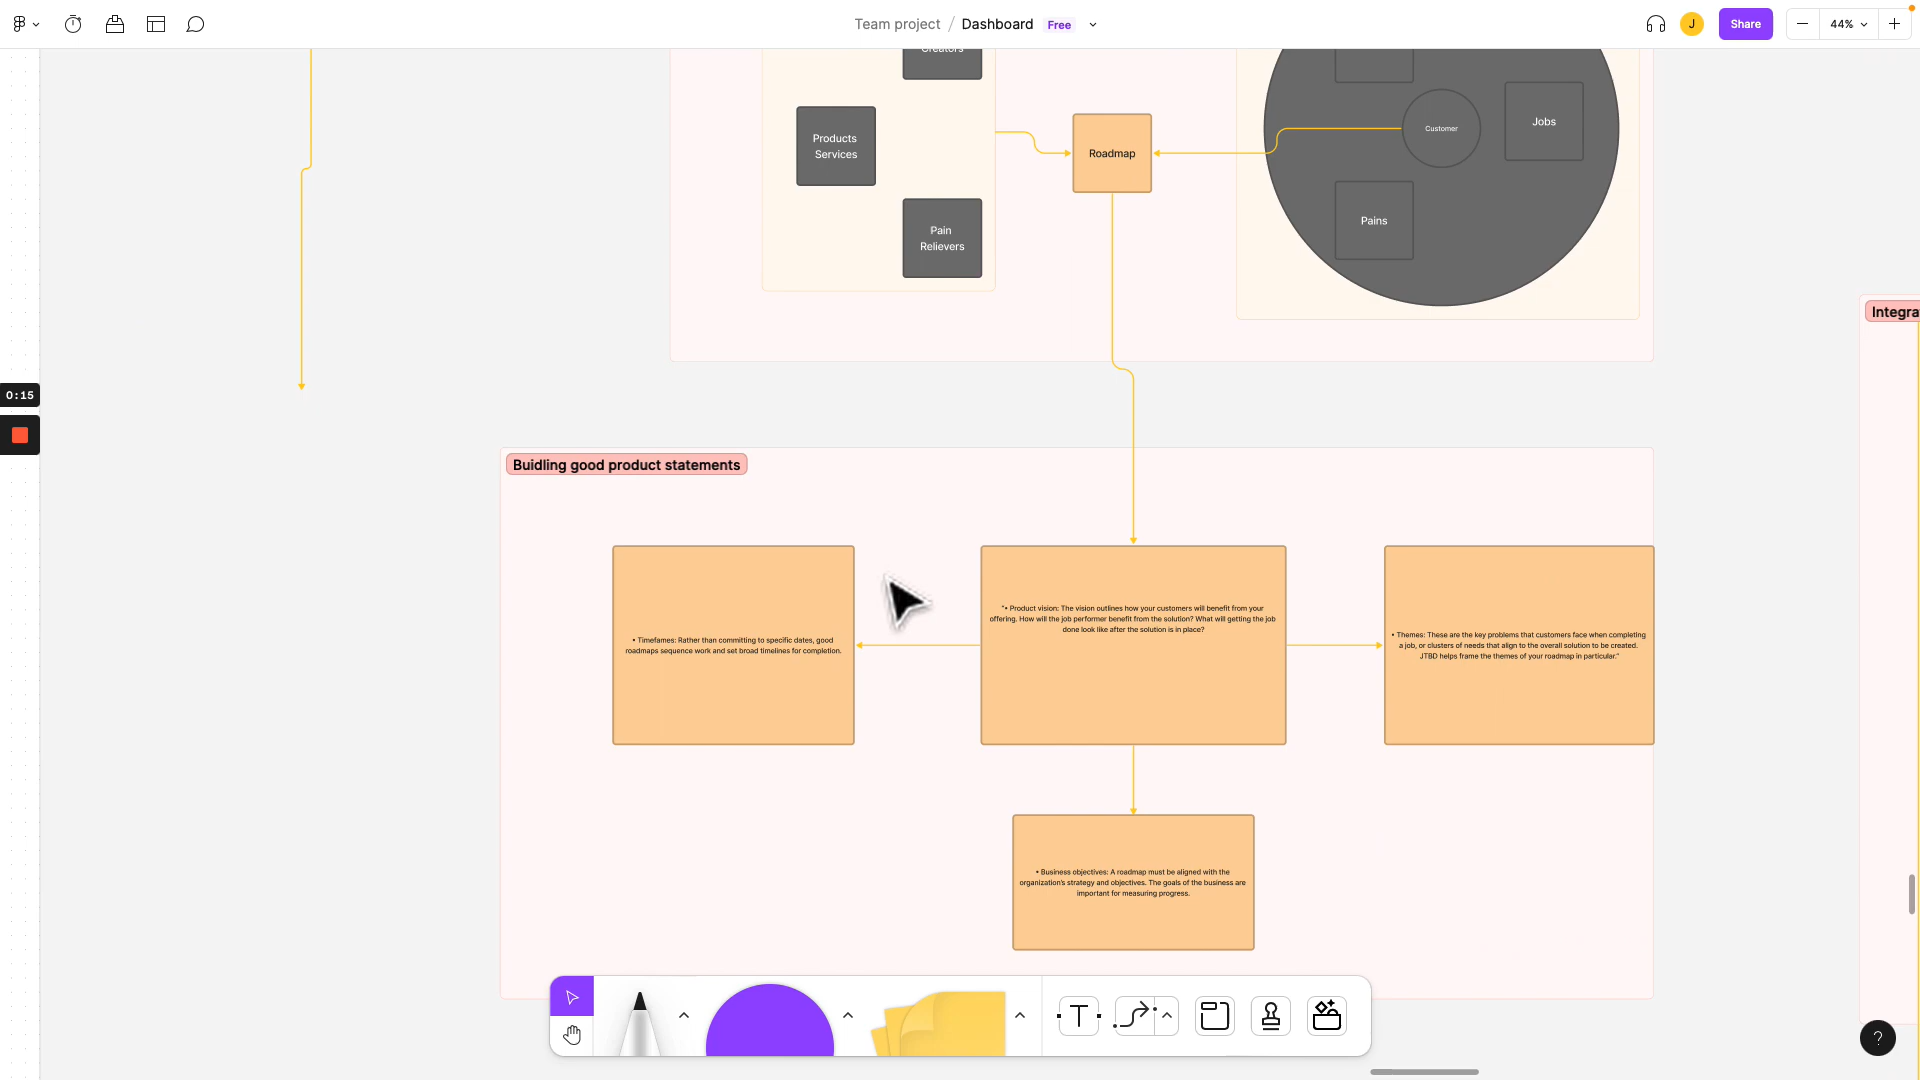 Team project / Dashboard Free
J
Share
44%
Creators
Products
Services
Roadmap
Customer
Jobs
Pain
Relievers
Pains
Integra
0:15
Buidling good product statements
• Timefames: Rather than committing to specific dates, good
roadmaps sequence work and set broad timelines for completion.
"• Product vision: The vision outlines how your customers will benefit from your
offering. How will the job performer benefit from the solution? What will getting the job
done look like after the solution is in place?
• Themes: These are the key problems that customers face when completing
a job, or clusters of needs that align to the overall solution to be created.
JTBD helps frame the themes of your roadmap in particular."
• Business objectives: A roadmap must be aligned with the
organization's strategy and objectives. The goals of the business are
important for measuring progress.
T
?